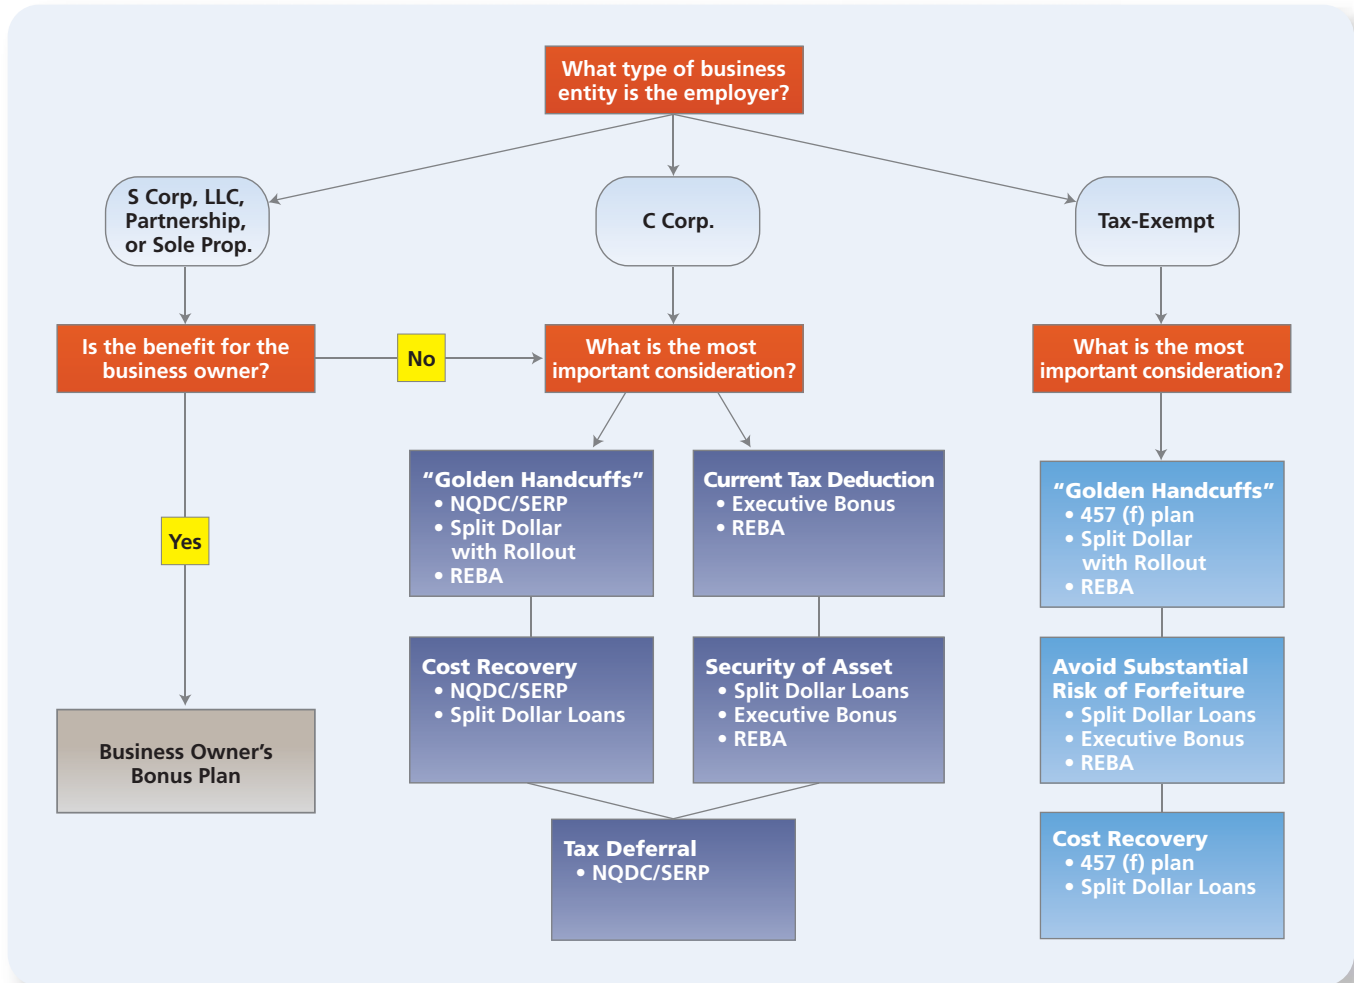 What type of business
entity is the employer?
S Corp, LLC,
Partnership,
or Sole Prop.
C Corp.
Tax-Exempt
Is the benefit for the
business owner?
No
What is the most
important consideration?
What is the most
important consideration?
Yes
Business Owner's
Bonus Plan
“Golden Handcuffs”
• NQDC/SERP
• Split Dollar
with Rollout
• REBA
Current Tax Deduction
• Executive Bonus
• REBA
Cost Recovery
• NQDC/SERP
• Split Dollar Loans
Security of Asset
• Split Dollar Loans
• Executive Bonus
• REBA
Tax Deferral
• NQDC/SERP
“Golden Handcuffs”
• 457 (f) plan
• Split Dollar
with Rollout
• REBA
Avoid Substantial
Risk of Forfeiture
• Split Dollar Loans
• Executive Bonus
• REBA
Cost Recovery
• 457 (f) plan
• Split Dollar Loans